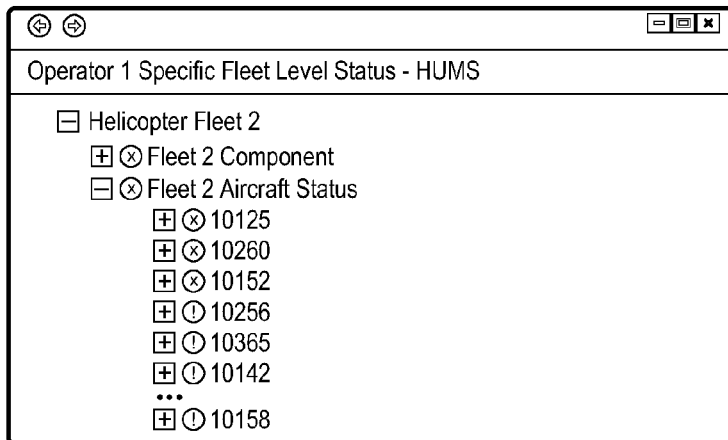 Operator 1 Specific Fleet Level Status - HUMS
Helicopter Fleet 2
Fleet 2 Component
Fleet 2 Aircraft Status
10125
10260
10152
10256
10365
10142
...
10158